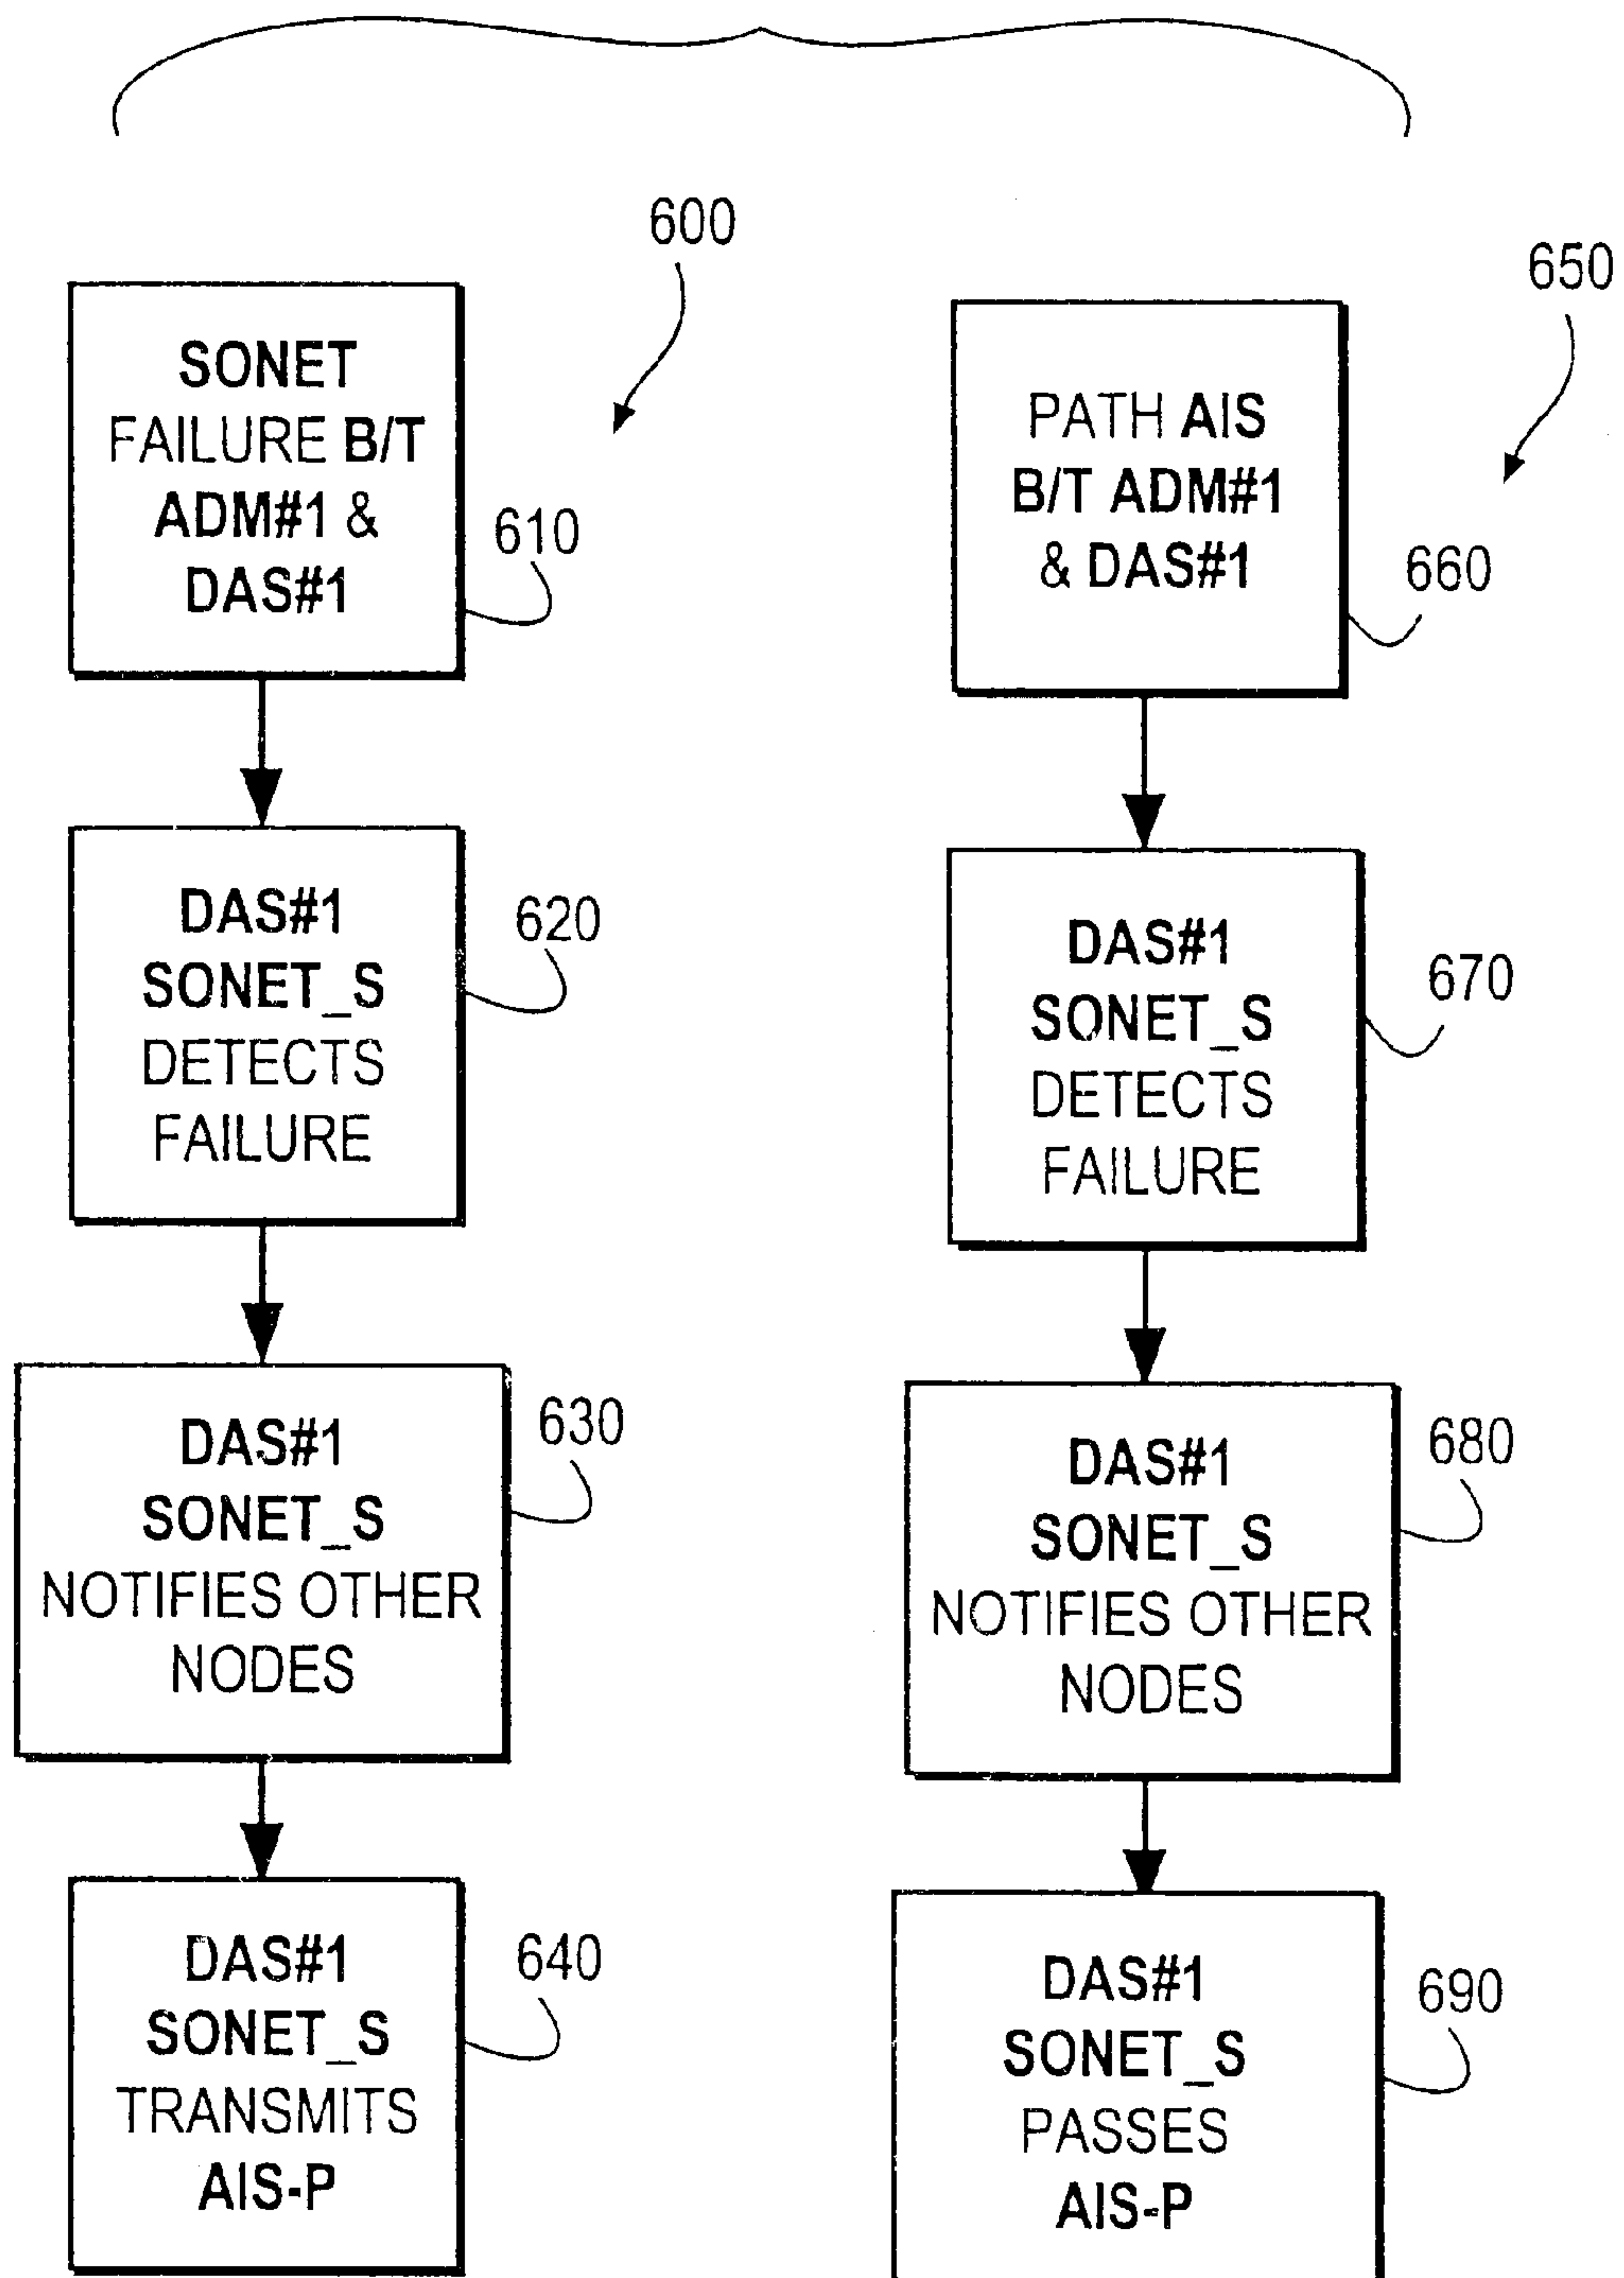 600
SONET
FAILURE B/T
ADM#1 &
DAS#1
610
DAS#1
SONET_S
DETECTS
FAILURE
620
DAS#1
SONET_S
NOTIFIES OTHER
NODES
630
DAS#1
SONET_S
TRANSMITS
AIS-P
640
650
PATH AIS
B/T ADM#1
& DAS#1
660
DAS#1
SONET_S
DETECTS
FAILURE
670
DAS#1
SONET_S
NOTIFIES OTHER
NODES
680
DAS#1
SONET_S
PASSES
AIS-P
690